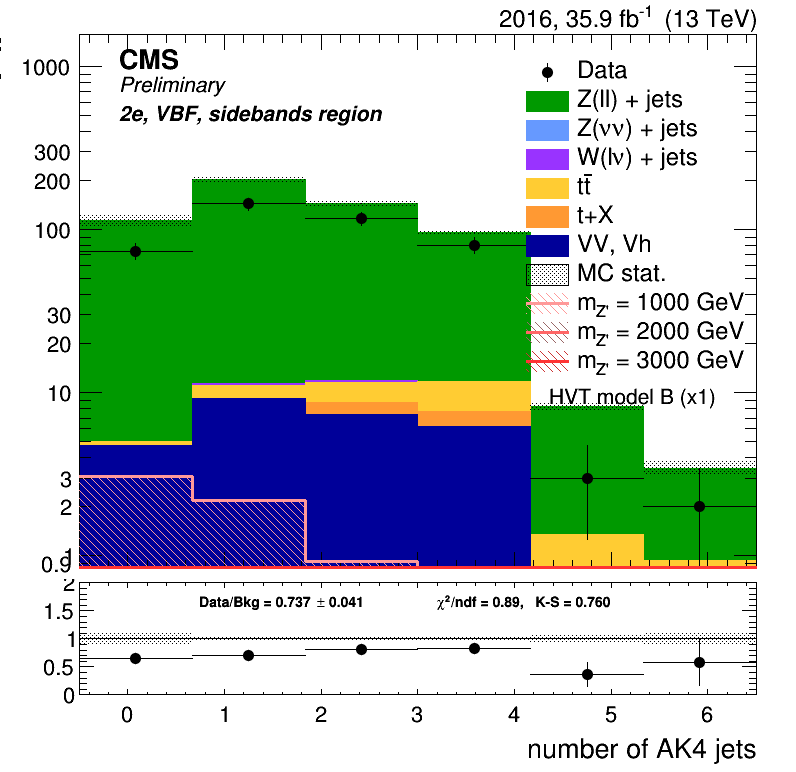 2016, 35.9 fb⁻¹ (13 TeV)
CMS
Preliminary
2e, VBF, sidebands region
Data
Z(ll) + jets
Z(νν) + jets
W(lν) + jets
tt̄
t+X
VV, Vh
MC stat.
m_Z' = 1000 GeV
m_Z' = 2000 GeV
m_Z' = 3000 GeV
HVT model B (x1)
1000
300
200
100
30
20
10
3
2
1
0.9
Data/Bkg = 0.737 ± 0.041
χ²/ndf = 0.89, K-S = 0.760
2
1.5
1
0.5
0
0 1 2 3 4 5 6
number of AK4 jets